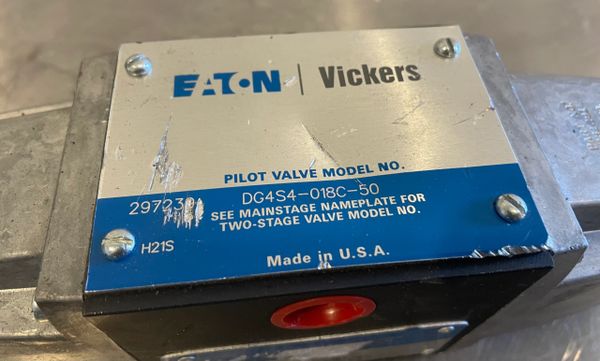 EATON | Vickers
PILOT VALVE MODEL NO.
DG4S4-018C-50
SEE MAINSTAGE NAMEPLATE FOR
TWO-STAGE VALVE MODEL NO.
H21S
Made in U.S.A.